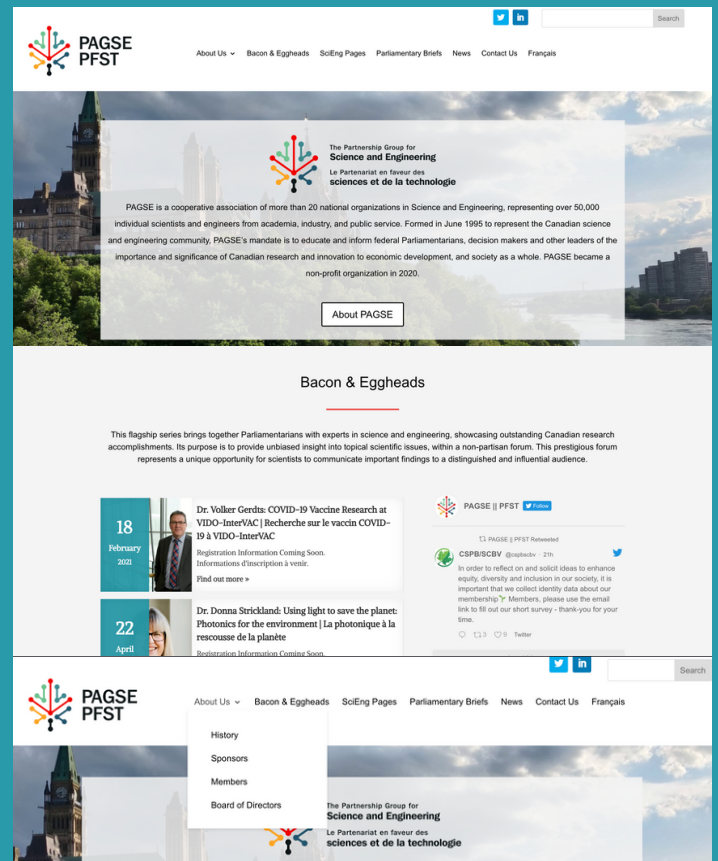 Search
PAGSE
PFST
About Us
Bacon & Eggheads
SciEng Pages
Parliamentary Briefs
News
Contact Us
Français
The Partnership Group for
Science and Engineering
Le Partenariat en faveur des
sciences et de la technologie
PAGSE is a cooperative association of more than 20 national organizations in Science and Engineering, representing over 50,000
individual scientists and engineers from academia, industry, and public service. Formed in June 1995 to represent the Canadian science
and engineering community, PAGSE's mandate is to educate and inform federal Parliamentarians, decision makers and other leaders of the
importance and significance of Canadian research and innovation to economic development, and society as a whole. PAGSE became a
non-profit organization in 2020.
About PAGSE
Bacon & Eggheads
This flagship series brings together Parliamentarians with experts in science and engineering, showcasing outstanding Canadian research
accomplishments. Its purpose is to provide unbiased insight into topical scientific issues, within a non-partisan forum. This prestigious forum
represents a unique opportunity for scientists to communicate important findings to a distinguished and influential audience.
18
February
2021
Dr. Volker Gerdts: COVID-19 Vaccine Research at
VIDO-InterVAC | Recherche sur le vaccin COVID-
19 à VIDO-InterVAC
Registration Information Coming Soon.
Informations d'inscription à venir.
Find out more »
22
April
Dr. Donna Strickland: Using light to save the planet:
Photonics for the environment | La photonique à la
rescousse de la planète
Registration Information Coming Soon.
PAGSE || PFST
Follow
PAGSE || PFST Retweeted
CSPB/SCBV @cspbscbv · 21h
In order to reflect on and solicit ideas to enhance
equity, diversity and inclusion in our society, it is
important that we collect identity data about our
membership Members, please use the email
link to fill out our short survey - thank-you for your
time.
3 9 Twitter
Search
PAGSE
PFST
About Us
Bacon & Eggheads
SciEng Pages
Parliamentary Briefs
News
Contact Us
Français
History
Sponsors
Members
Board of Directors
The Partnership Group for
Science and Engineering
Le Partenariat en faveur des
sciences et de la technologie